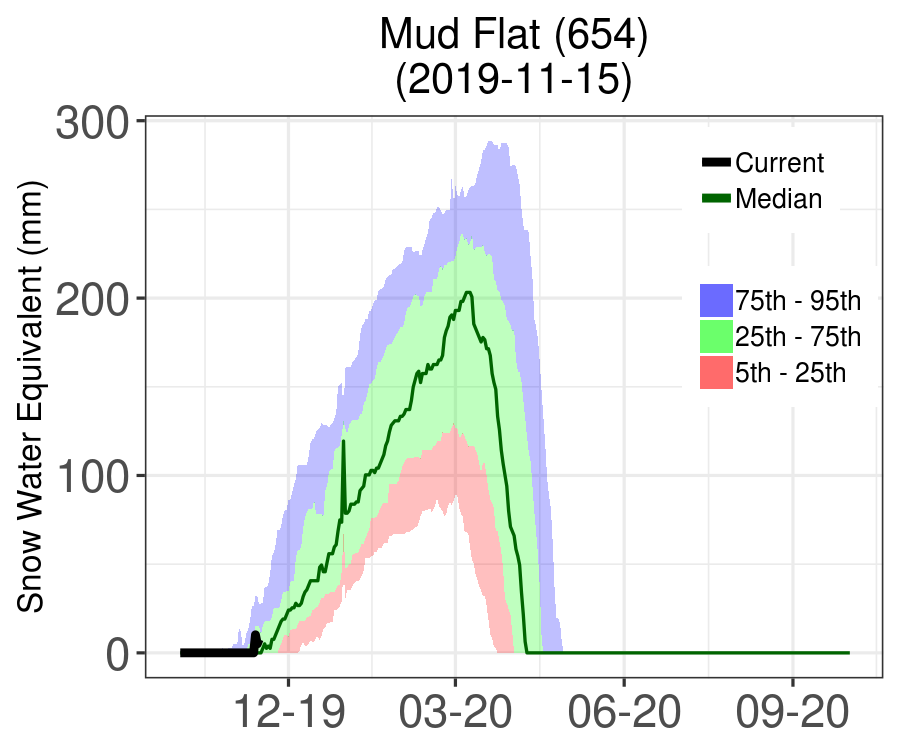 Mud Flat (654)
(2019-11-15)
Snow Water Equivalent (mm)
300
200
100
0
12-19
03-20
06-20
09-20
Current
Median
75th - 95th
25th - 75th
5th - 25th